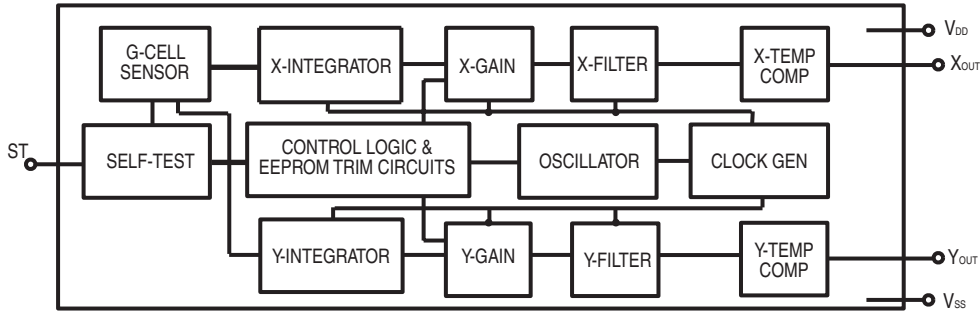 G-CELL
SENSOR
X-INTEGRATOR
X-GAIN
X-FILTER
X-TEMP
COMP
VDD
XOUT
ST
SELF-TEST
CONTROL LOGIC &
EEPROM TRIM CIRCUITS
OSCILLATOR
CLOCK GEN
Y-INTEGRATOR
Y-GAIN
Y-FILTER
Y-TEMP
COMP
YOUT
VSS